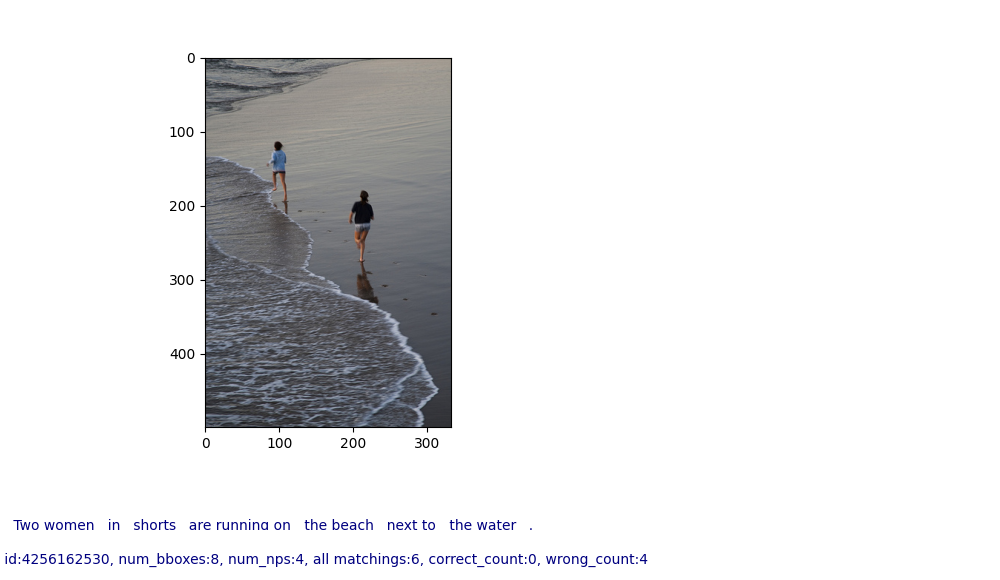 0
100
200
300
400
0 100 200 300
Two women in shorts are running on the beach next to the water .
id:4256162530, num_bboxes:8, num_nps:4, all matchings:6, correct_count:0, wrong_count:4